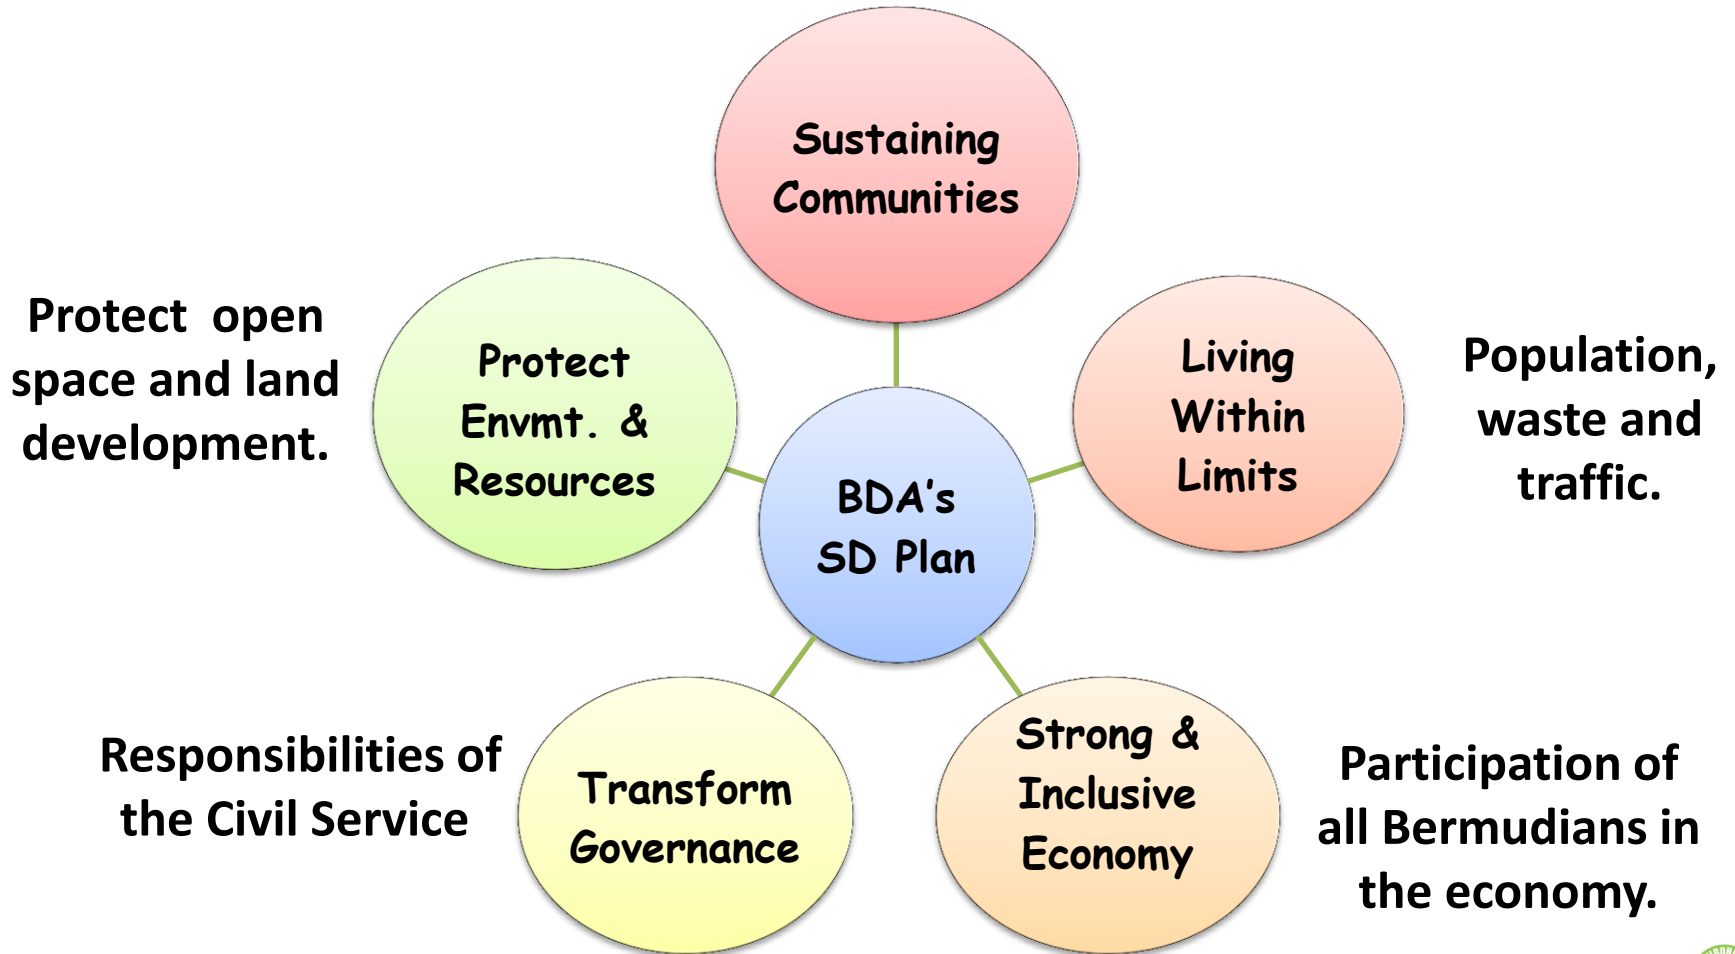 Sustaining
Communities
Protect open
space and land
development.
Protect
Envmt. &
Resources
Living
Within
Limits
Population,
waste and
traffic.
BDA's
SD Plan
Responsibilities of
the Civil Service
Transform
Governance
Strong &
Inclusive
Economy
Participation of
all Bermudians in
the economy.